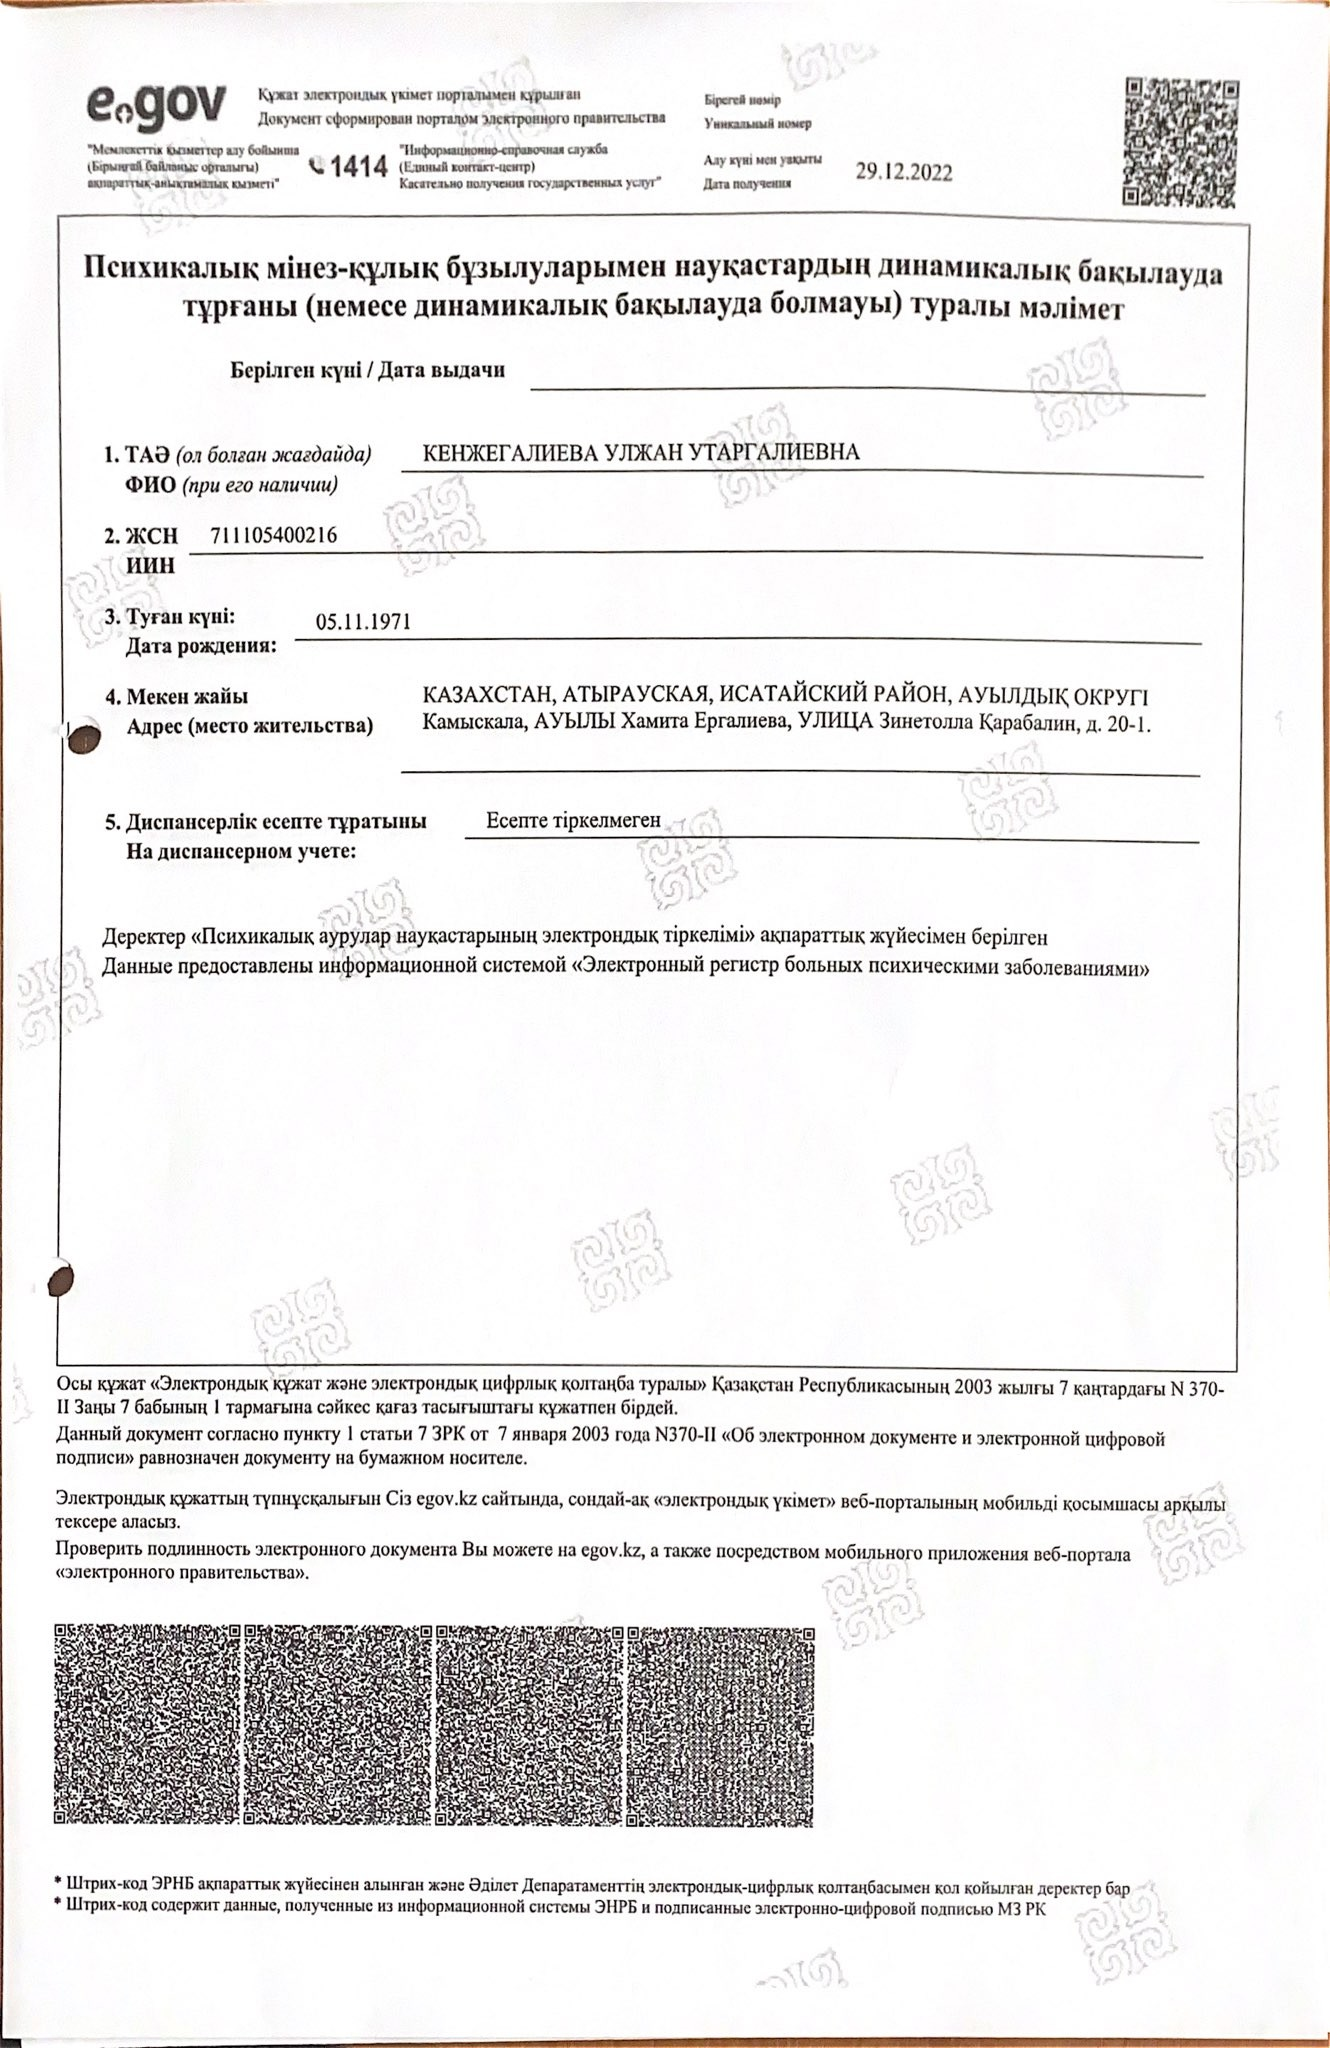 egov
Құжат электрондық үкімет порталымен құрылған
Документ сформирован порталом электронного правительства
"Мемлекеттік қызметтер алу бойынша
(Бірыңғай байланыс орталығы)
ақпараттық-анықтамалық қызметі"
1414
"Информационно-справочная служба
(Единый контакт-центр)
Касательно получения государственных услуг"
Бірегей нөмір
Уникальный номер
Алу күні мен уақыты
Дата получения
29.12.2022
Психикалық мінез-құлық бұзылуларымен науқастардың динамикалық бақылауда
тұрғаны (немесе динамикалық бақылауда болмауы) туралы мәлімет
Берілген күні / Дата выдачи
1. ТАӘ (ол болған жағдайда)
ФИО (при его наличии)
КЕНЖЕГАЛИЕВА УЛЖАН УТАРГАЛИЕВНА
2. ЖСН
ИИН
711105400216
3. Туған күні:
Дата рождения:
05.11.1971
4. Мекен жайы
Адрес (место жительства)
КАЗАХСТАН, АТЫРАУСКАЯ, ИСАТАЙСКИЙ РАЙОН, АУЫЛДЫҚ ОКРУГІ
Камыскала, АУЫЛЫ Хамита Ергалиева, УЛИЦА Зинетолла Қарабалин, д. 20-1.
5. Диспансерлік есепте тұратыны
На диспансерном учете:
Есепте тіркелмеген
Деректер «Психикалық аурулар науқастарының электрондық тіркелімі» ақпараттық жүйесімен берілген
Данные предоставлены информационной системой «Электронный регистр больных психическими заболеваниями»
Осы құжат «Электрондық құжат және электрондық цифрлық қолтаңба туралы» Қазақстан Республикасының 2003 жылғы 7 қаңтардағы N 370-
II Заңы 7 бабының 1 тармағына сәйкес қағаз тасығыштағы құжатпен бірдей.
Данный документ согласно пункту 1 статьи 7 ЗРК от 7 января 2003 года N370-II «Об электронном документе и электронной цифровой
подписи» равнозначен документу на бумажном носителе.
Электрондық құжаттың түпнұсқалығын Сіз egov.kz сайтында, сондай-ақ «электрондық үкімет» веб-порталының мобильді қосымшасы арқылы
тексере аласыз.
Проверить подлинность электронного документа Вы можете на egov.kz, а также посредством мобильного приложения веб-портала
«электронного правительства».
* Штрих-код ЭРНБ ақпараттық жүйесінен алынған және Әділет Депаратаменттің электрондық-цифрлық қолтаңбасымен қол қойылған деректер бар
* Штрих-код содержит данные, полученные из информационной системы ЭНРБ и подписанные электронно-цифровой подписью МЗ РК